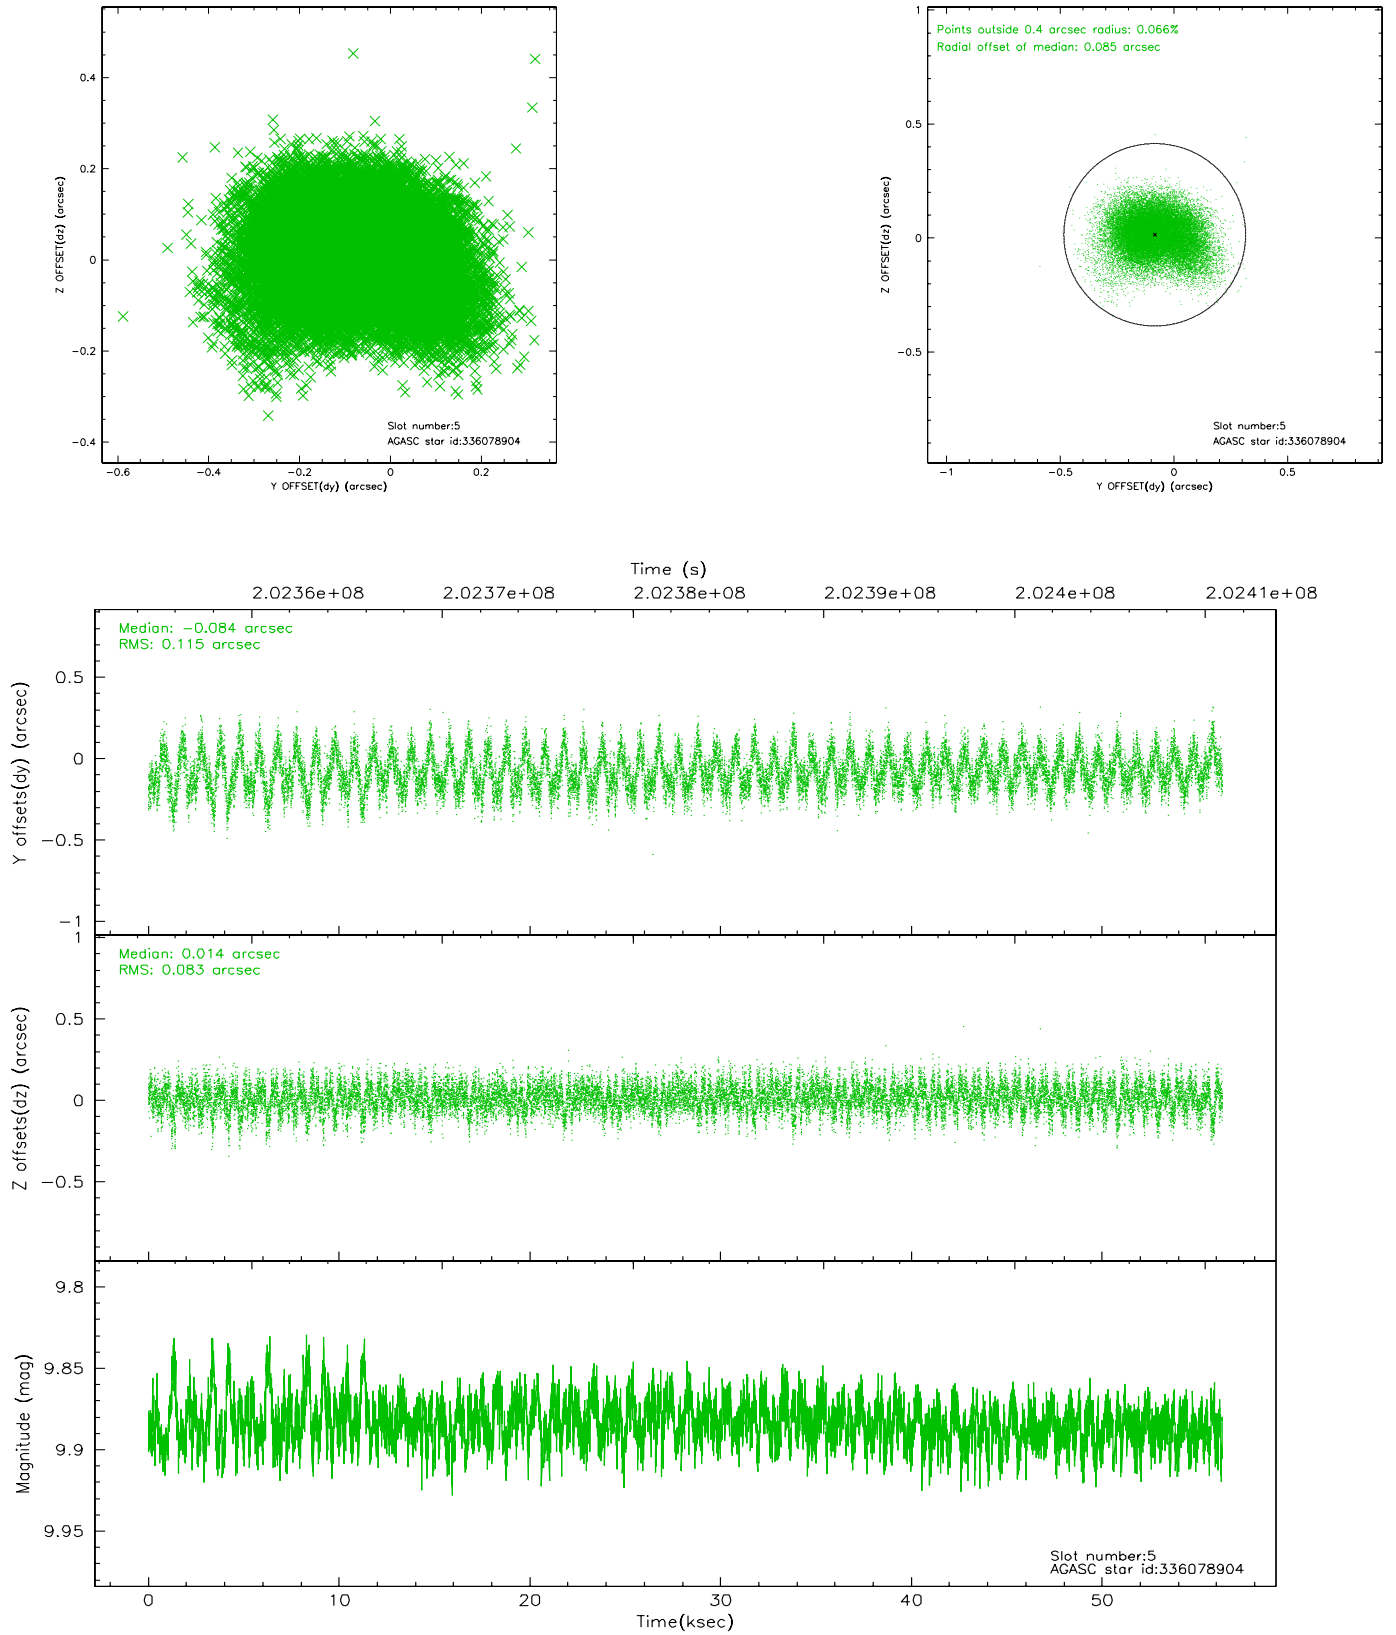 0.4
0.2
0
−0.2
−0.4
Z OFFSET(dz) (arcsec)
−0.6
−0.4
−0.2
0
0.2
Y OFFSET(dy) (arcsec)
Slot number:5
AGASC star id:336078904
Points outside 0.4 arcsec radius: 0.066%
Radial offset of median: 0.085 arcsec
1
0.5
0
−0.5
Z OFFSET(dz) (arcsec)
−1
−0.5
0
0.5
Y OFFSET(dy) (arcsec)
Slot number:5
AGASC star id:336078904
Time (s)
2.0236e+08
2.0237e+08
2.0238e+08
2.0239e+08
2.024e+08
2.0241e+08
Median: −0.084 arcsec
RMS: 0.115 arcsec
0.5
0
−0.5
−1
Y offsets(dy) (arcsec)
Median: 0.014 arcsec
RMS: 0.083 arcsec
1
0.5
0
−0.5
Z offsets(dz) (arcsec)
9.8
9.85
9.9
9.95
Magnitude (mag)
Slot number:5
AGASC star id:336078904
0
10
20
30
40
50
Time(ksec)